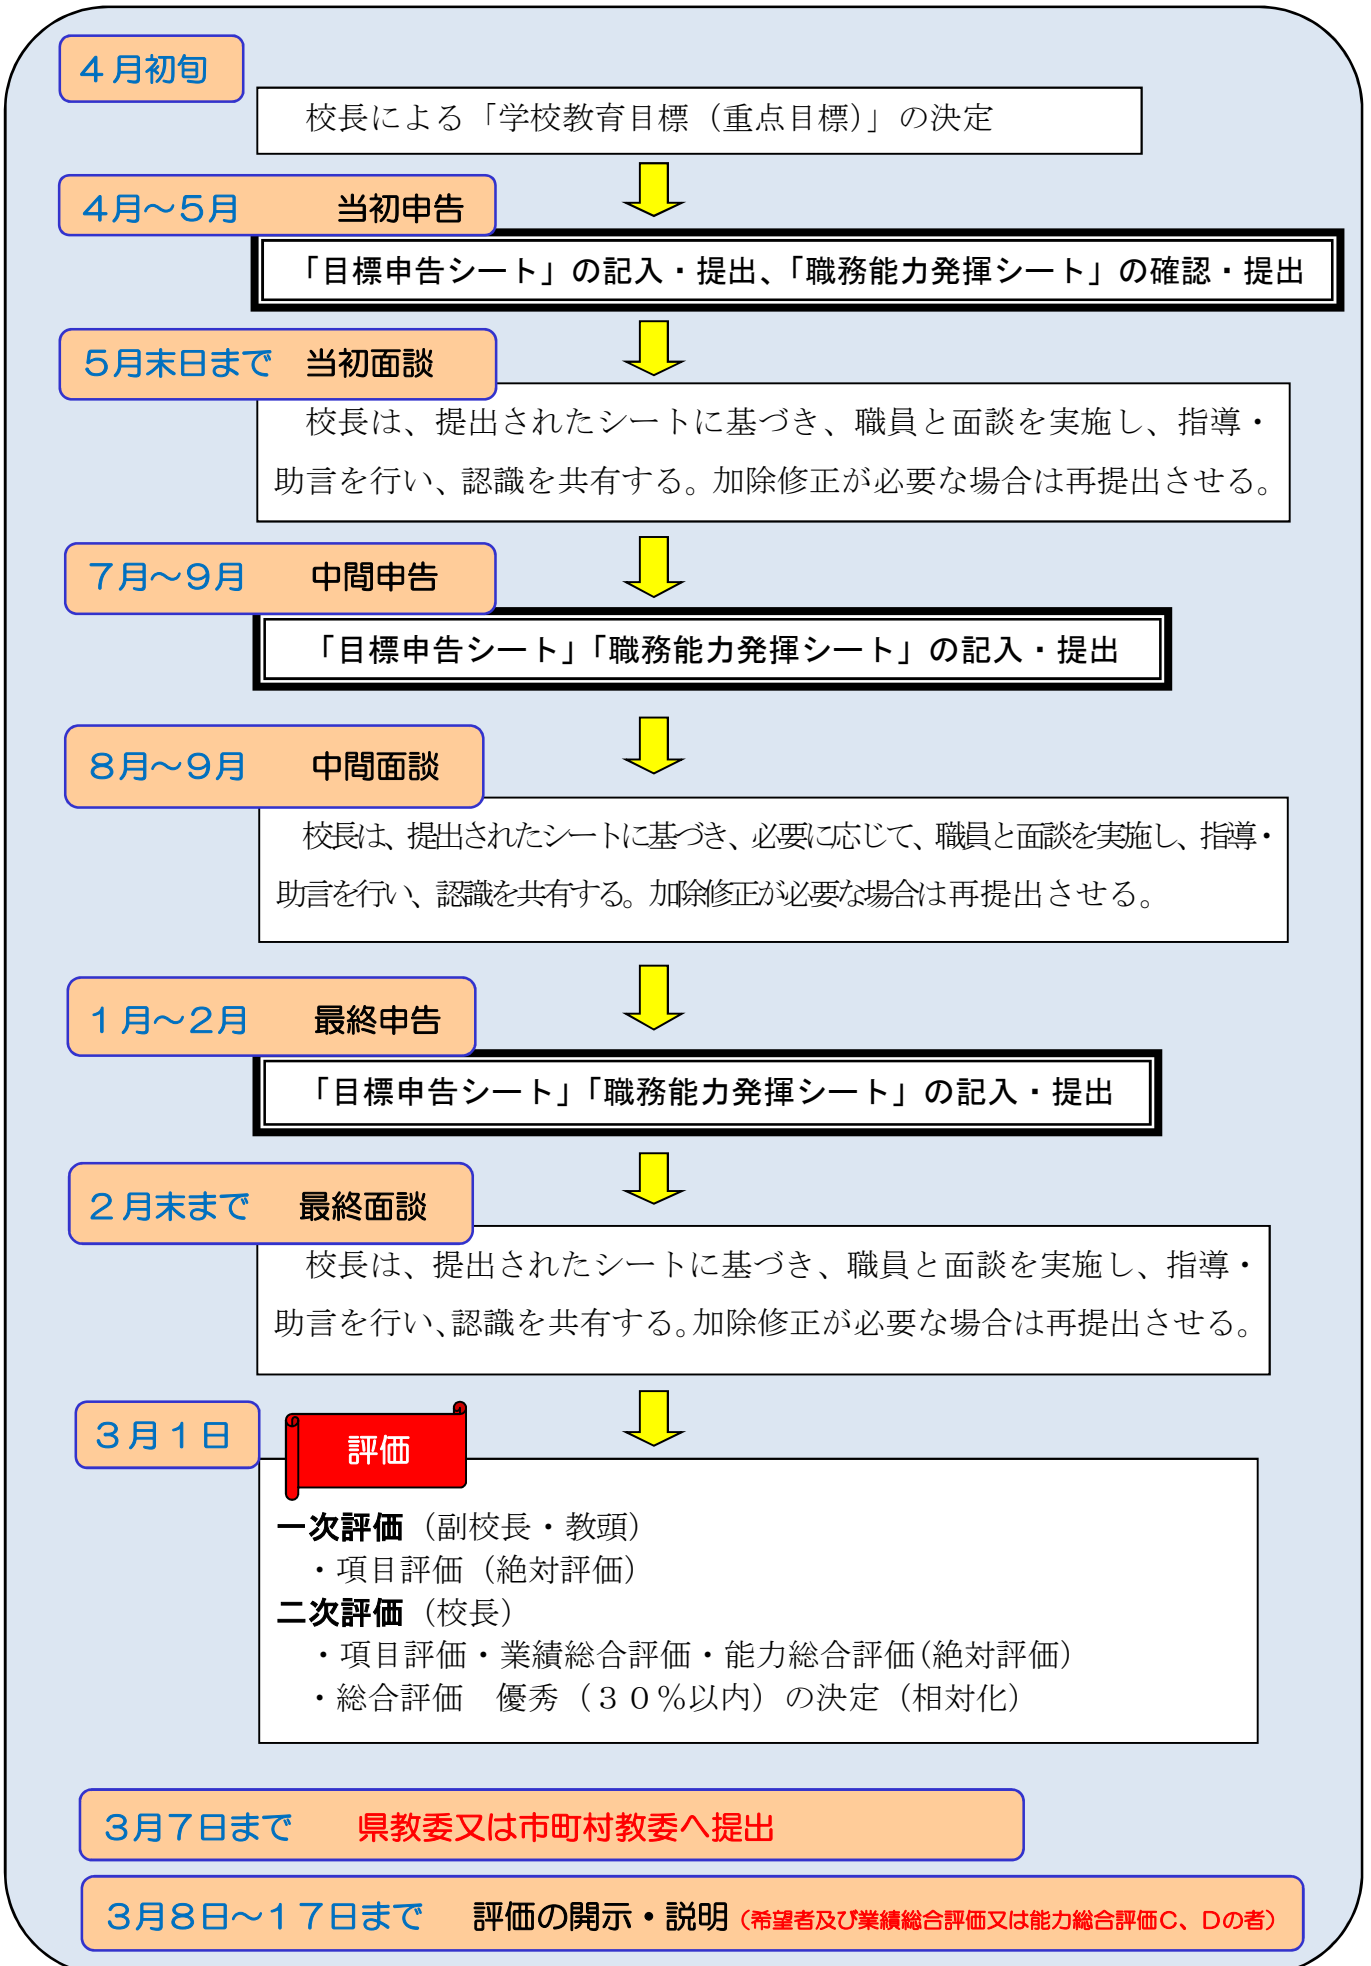 ４月初旬
校長による「学校教育目標（重点目標）」の決定
４月～５月　当初申告
「目標申告シート」の記入・提出、「職務能力発揮シート」の確認・提出
５月末日まで　当初面談
校長は、提出されたシートに基づき、職員と面談を実施し、指導・
助言を行い、認識を共有する。加除修正が必要な場合は再提出させる。
７月～９月　中間申告
「目標申告シート」「職務能力発揮シート」の記入・提出
８月～９月　中間面談
校長は、提出されたシートに基づき、必要に応じて、職員と面談を実施し、指導・
助言を行い、認識を共有する。加除修正が必要な場合は再提出させる。
１月～２月　最終申告
「目標申告シート」「職務能力発揮シート」の記入・提出
２月末まで　最終面談
校長は、提出されたシートに基づき、職員と面談を実施し、指導・
助言を行い、認識を共有する。加除修正が必要な場合は再提出させる。
３月１日
評価
一次評価（副校長・教頭）
・項目評価（絶対評価）
二次評価（校長）
・項目評価・業績総合評価・能力総合評価（絶対評価）
・総合評価　優秀（３０％以内）の決定（相対化）
３月７日まで　県教委又は市町村教委へ提出
３月８日～１７日まで　評価の開示・説明（希望者及び業績総合評価又は能力総合評価Ｃ、Ｄの者）